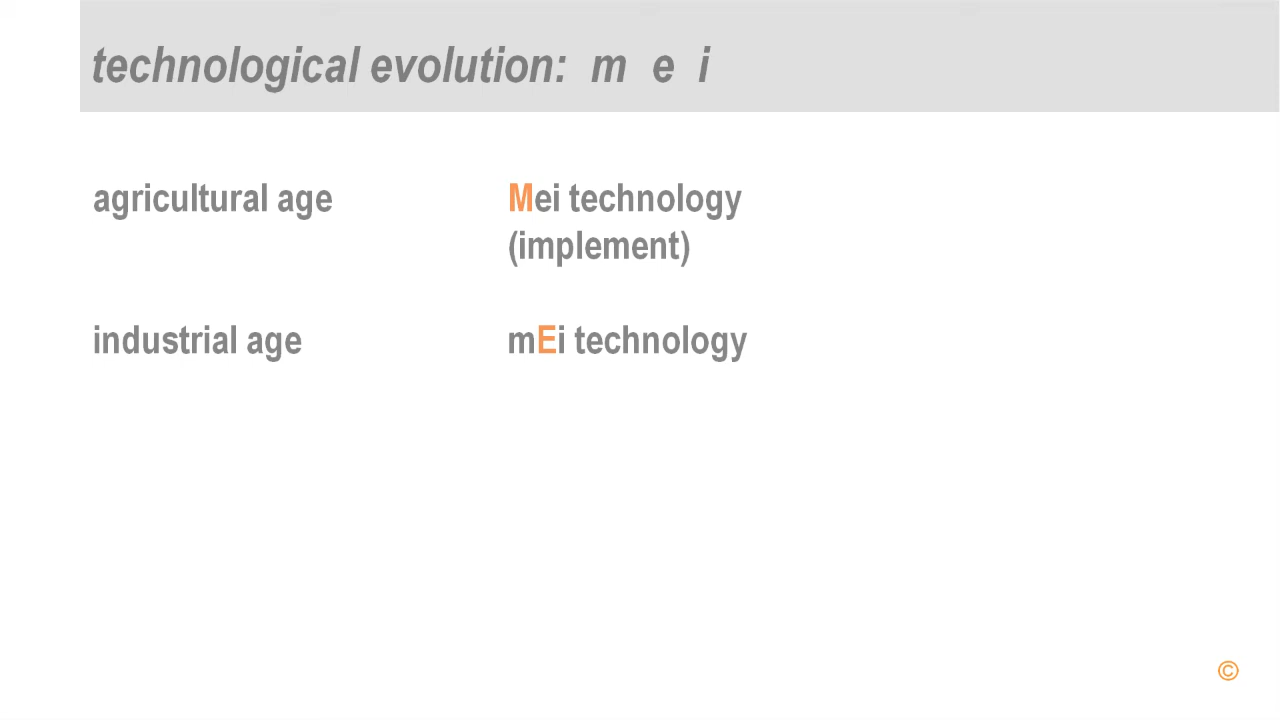 technological evolution: m e i
agricultural age
Mei technology
(implement)
industrial age
mEi technology
©